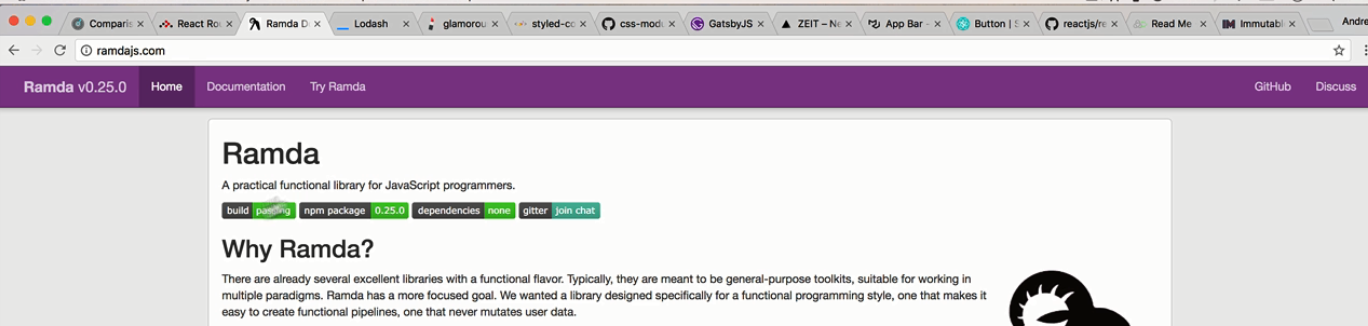 Comparis
React Ro
Ramda D
Lodash
glamorou
styled-co
css-modu
GatsbyJS
ZEIT – Ne
App Bar -
Button | S
reactjs/re
Read Me
Immutabl
Andre
ramdajs.com
Ramda v0.25.0 Home Documentation Try Ramda GitHub Discuss
Ramda
A practical functional library for JavaScript programmers.
build passing npm package 0.25.0 dependencies none gitter join chat
Why Ramda?
There are already several excellent libraries with a functional flavor. Typically, they are meant to be general-purpose toolkits, suitable for working in
multiple paradigms. Ramda has a more focused goal. We wanted a library designed specifically for a functional programming style, one that makes it
easy to create functional pipelines, one that never mutates user data.